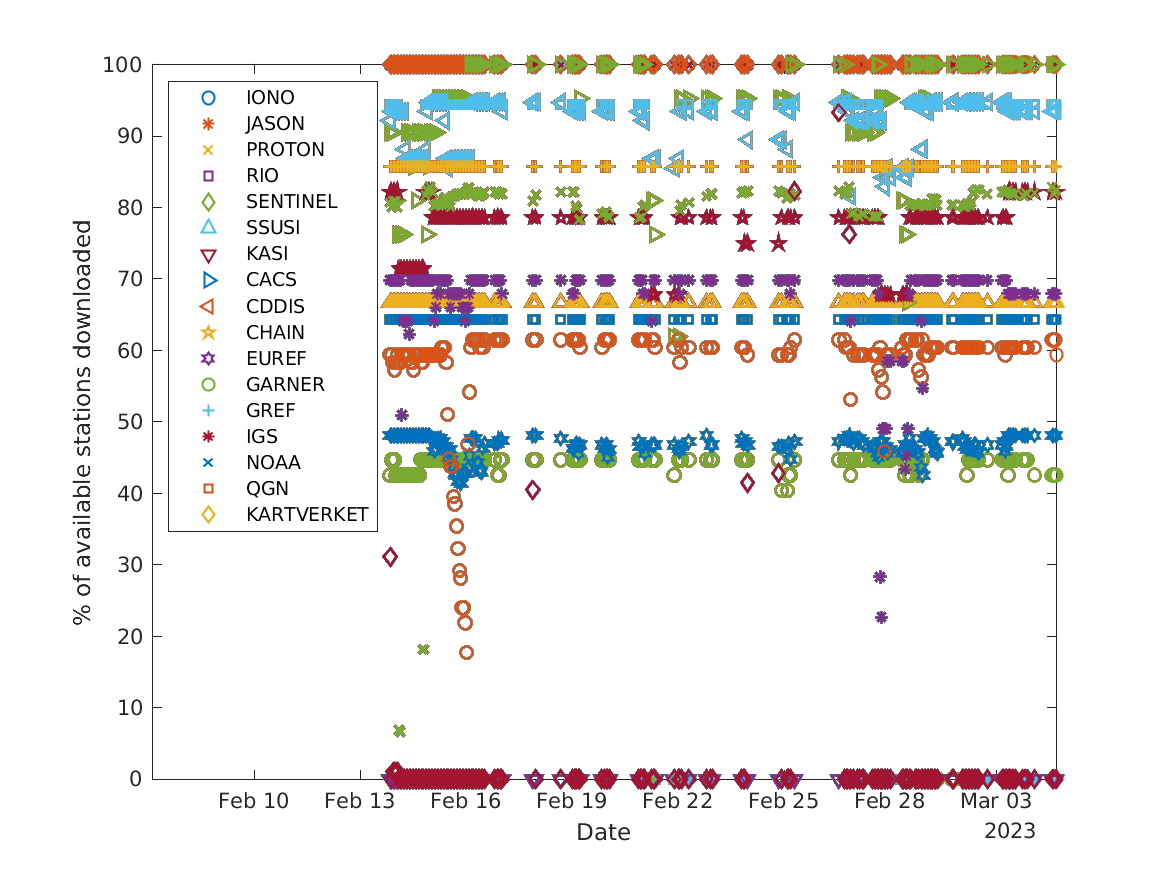 100
90
80
70
60
50
40
30
20
10
0
% of available stations downloaded
IONO
JASON
PROTON
RIO
SENTINEL
SSUSI
KASI
CACS
CDDIS
CHAIN
EUREF
GARNER
GREF
IGS
NOAA
QGN
KARTVERKET
Feb 10 Feb 13 Feb 16 Feb 19 Feb 22 Feb 25 Feb 28 Mar 03
2023
Date